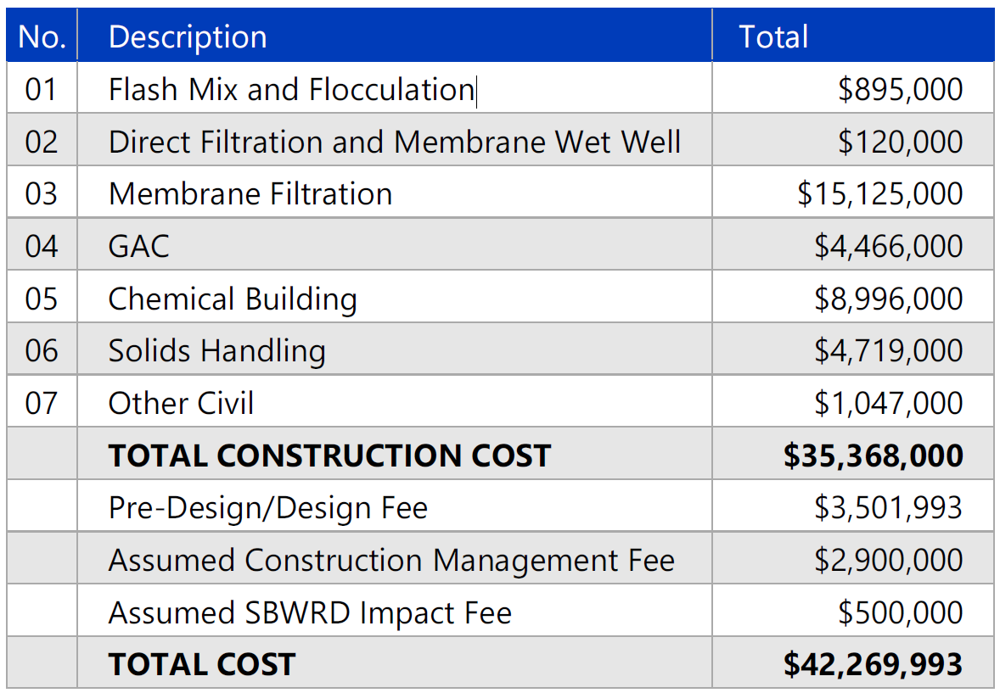 No. Description Total
01 Flash Mix and Flocculation $895,000
02 Direct Filtration and Membrane Wet Well $120,000
03 Membrane Filtration $15,125,000
04 GAC $4,466,000
05 Chemical Building $8,996,000
06 Solids Handling $4,719,000
07 Other Civil $1,047,000
TOTAL CONSTRUCTION COST $35,368,000
Pre-Design/Design Fee $3,501,993
Assumed Construction Management Fee $2,900,000
Assumed SBWRD Impact Fee $500,000
TOTAL COST $42,269,993